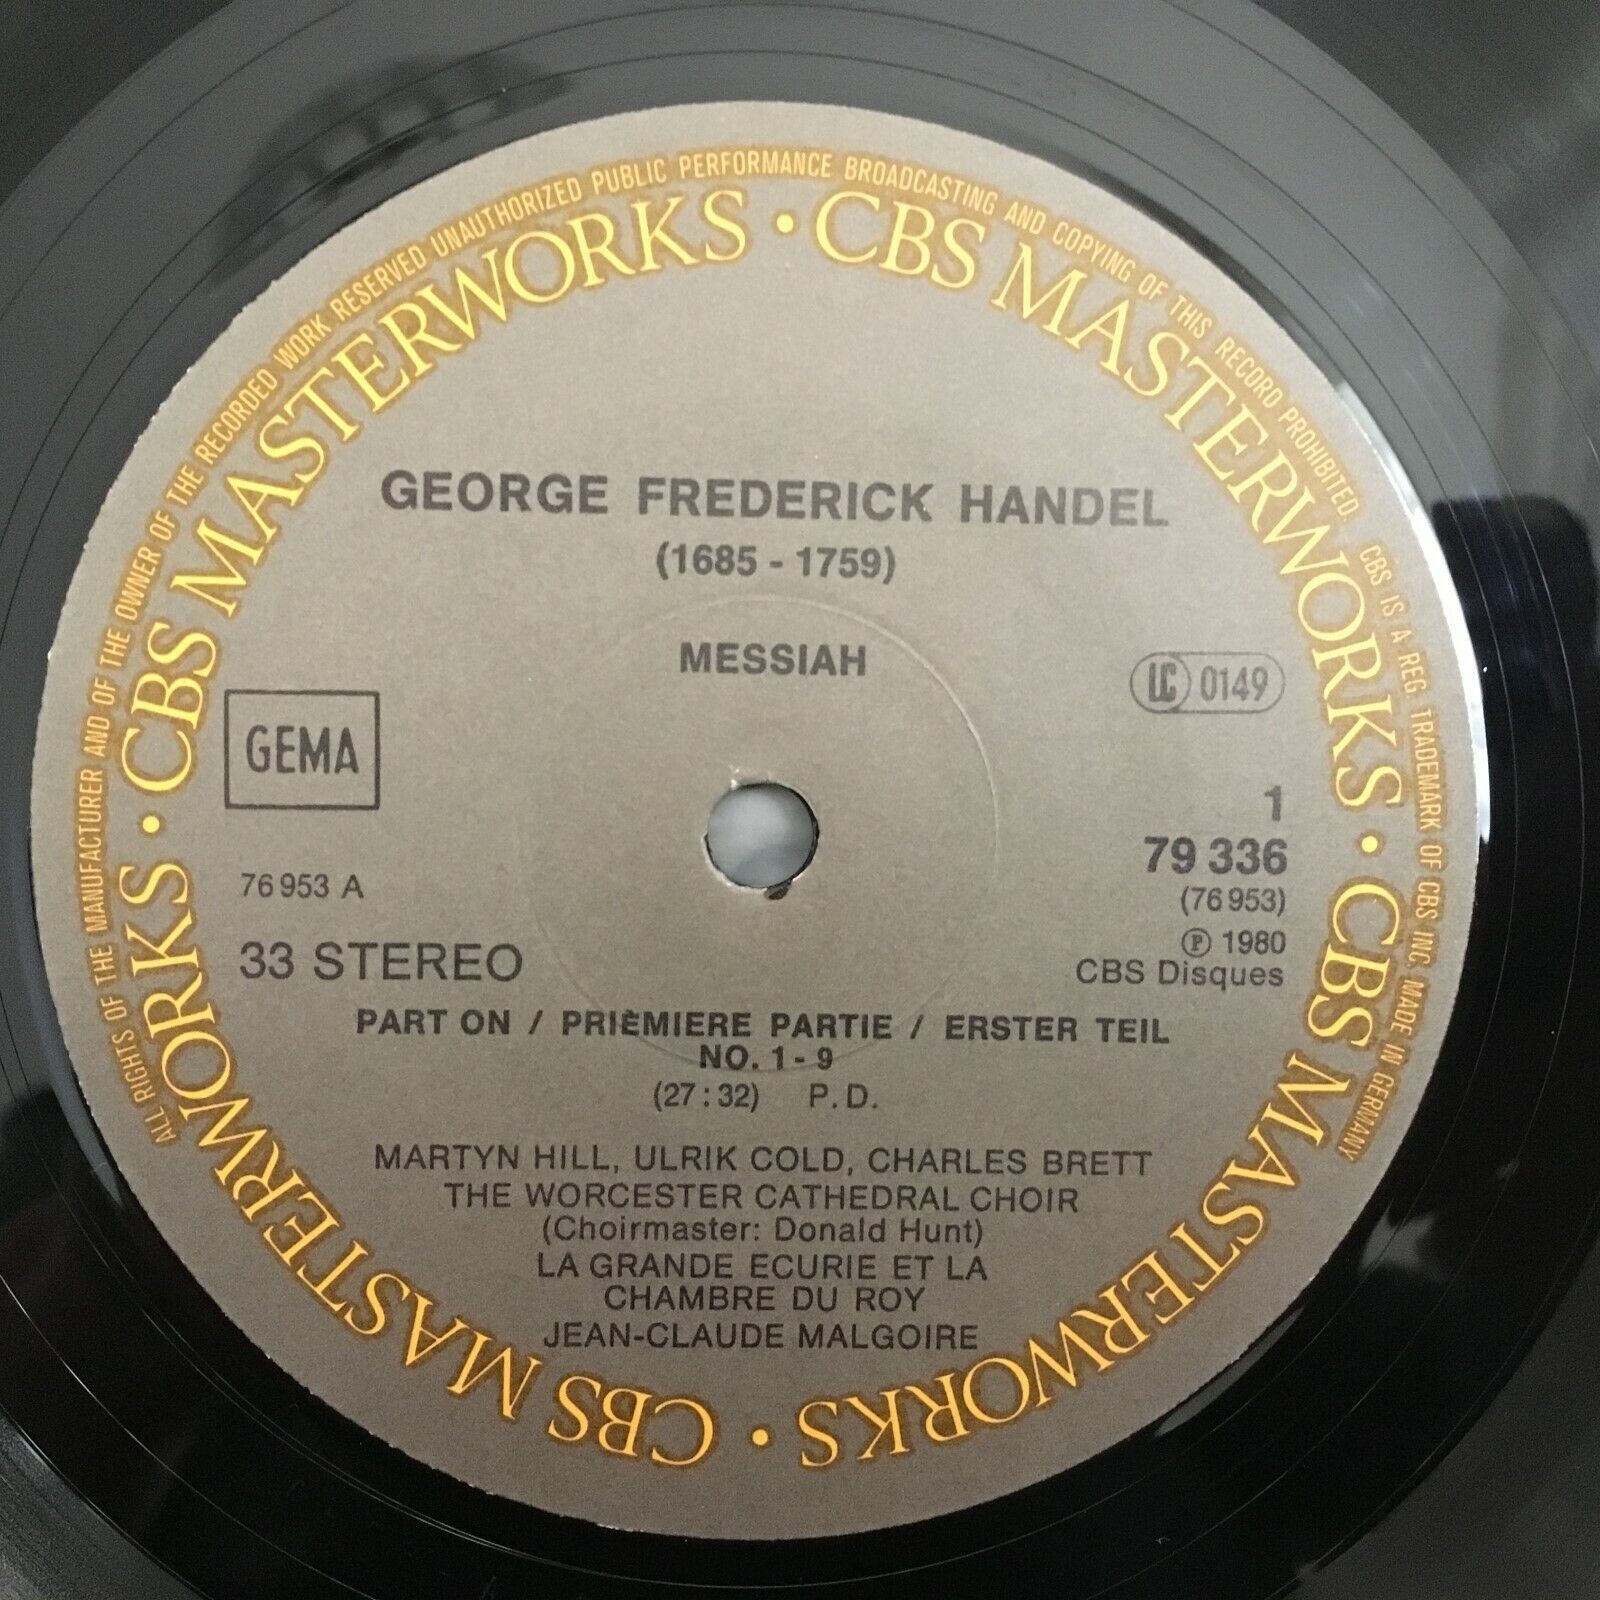 ALL RIGHTS OF THE MANUFACTURER AND OF THE OWNER OF THE RECORDED WORK RESERVED UNAUTHORIZED PUBLIC PERFORMANCE BROADCASTING AND COPYING OF THIS RECORD PROHIBITED. CBS IS A REG TRADEMARK OF CBS INC. MADE IN GERMANY
CBS MASTERWORKS · CBS MASTERWORKS · CBS MASTERWORKS · CBS MASTERWORKS ·
GEORGE FREDERICK HANDEL
(1685 - 1759)
MESSIAH
LC 0149
GEMA
1
79 336
(76 953)
76 953 A
℗ 1980
33 STEREO
CBS Disques
PART ON / PRIÈMIERE PARTIE / ERSTER TEIL
NO. 1 - 9
(27 : 32) P.D.
MARTYN HILL, ULRIK COLD, CHARLES BRETT
THE WORCESTER CATHEDRAL CHOIR
(Choirmaster: Donald Hunt)
LA GRANDE ECURIE ET LA
CHAMBRE DU ROY
JEAN-CLAUDE MALGOIRE